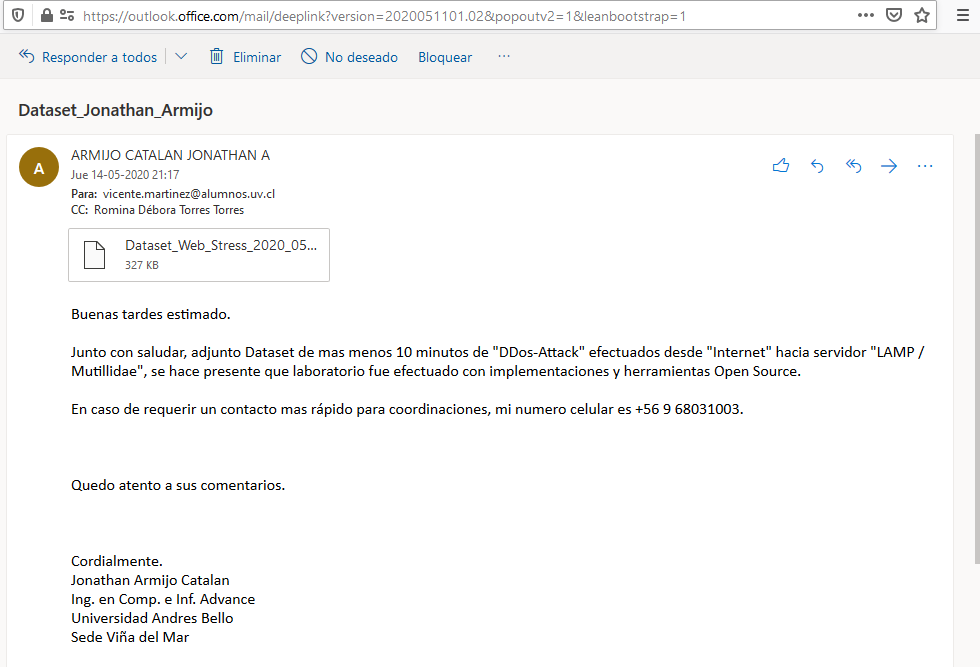 https://outlook.office.com/mail/deeplink?version=2020051101.02&popoutv2=1&leanbootstrap=1
Responder a todos Eliminar No deseado Bloquear
Dataset_Jonathan_Armijo
A
ARMIJO CATALAN JONATHAN A
Jue 14-05-2020 21:17
Para: vicente.martinez@alumnos.uv.cl
CC: Romina Débora Torres Torres
Dataset_Web_Stress_2020_05...
327 KB
Buenas tardes estimado.
Junto con saludar, adjunto Dataset de mas menos 10 minutos de "DDos-Attack" efectuados desde "Internet" hacia servidor "LAMP /
Mutillidae", se hace presente que laboratorio fue efectuado con implementaciones y herramientas Open Source.
En caso de requerir un contacto mas rápido para coordinaciones, mi numero celular es +56 9 68031003.
Quedo atento a sus comentarios.
Cordialmente.
Jonathan Armijo Catalan
Ing. en Comp. e Inf. Advance
Universidad Andres Bello
Sede Viña del Mar